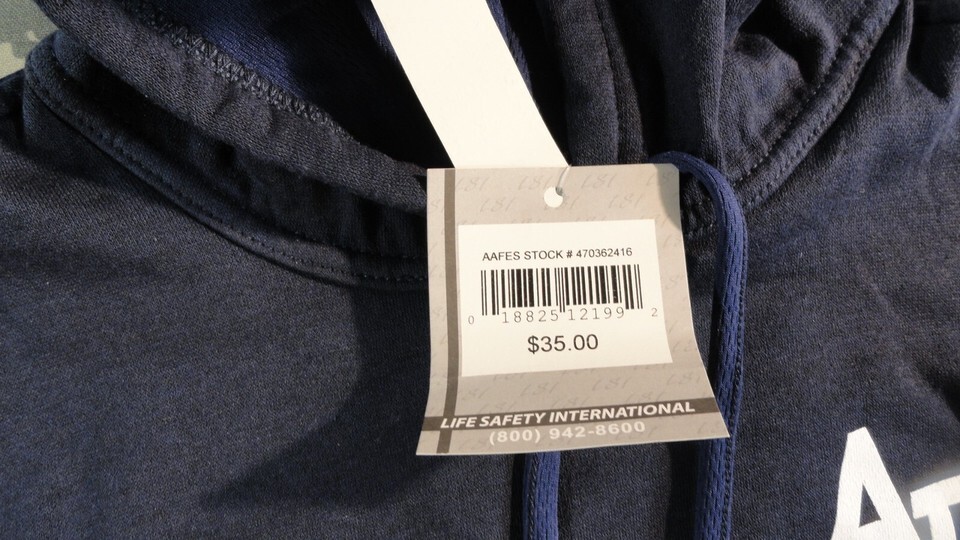 AAFES STOCK # 470362416
0 18825 12199 2
$35.00
LIFE SAFETY INTERNATIONAL
(800) 942-8600